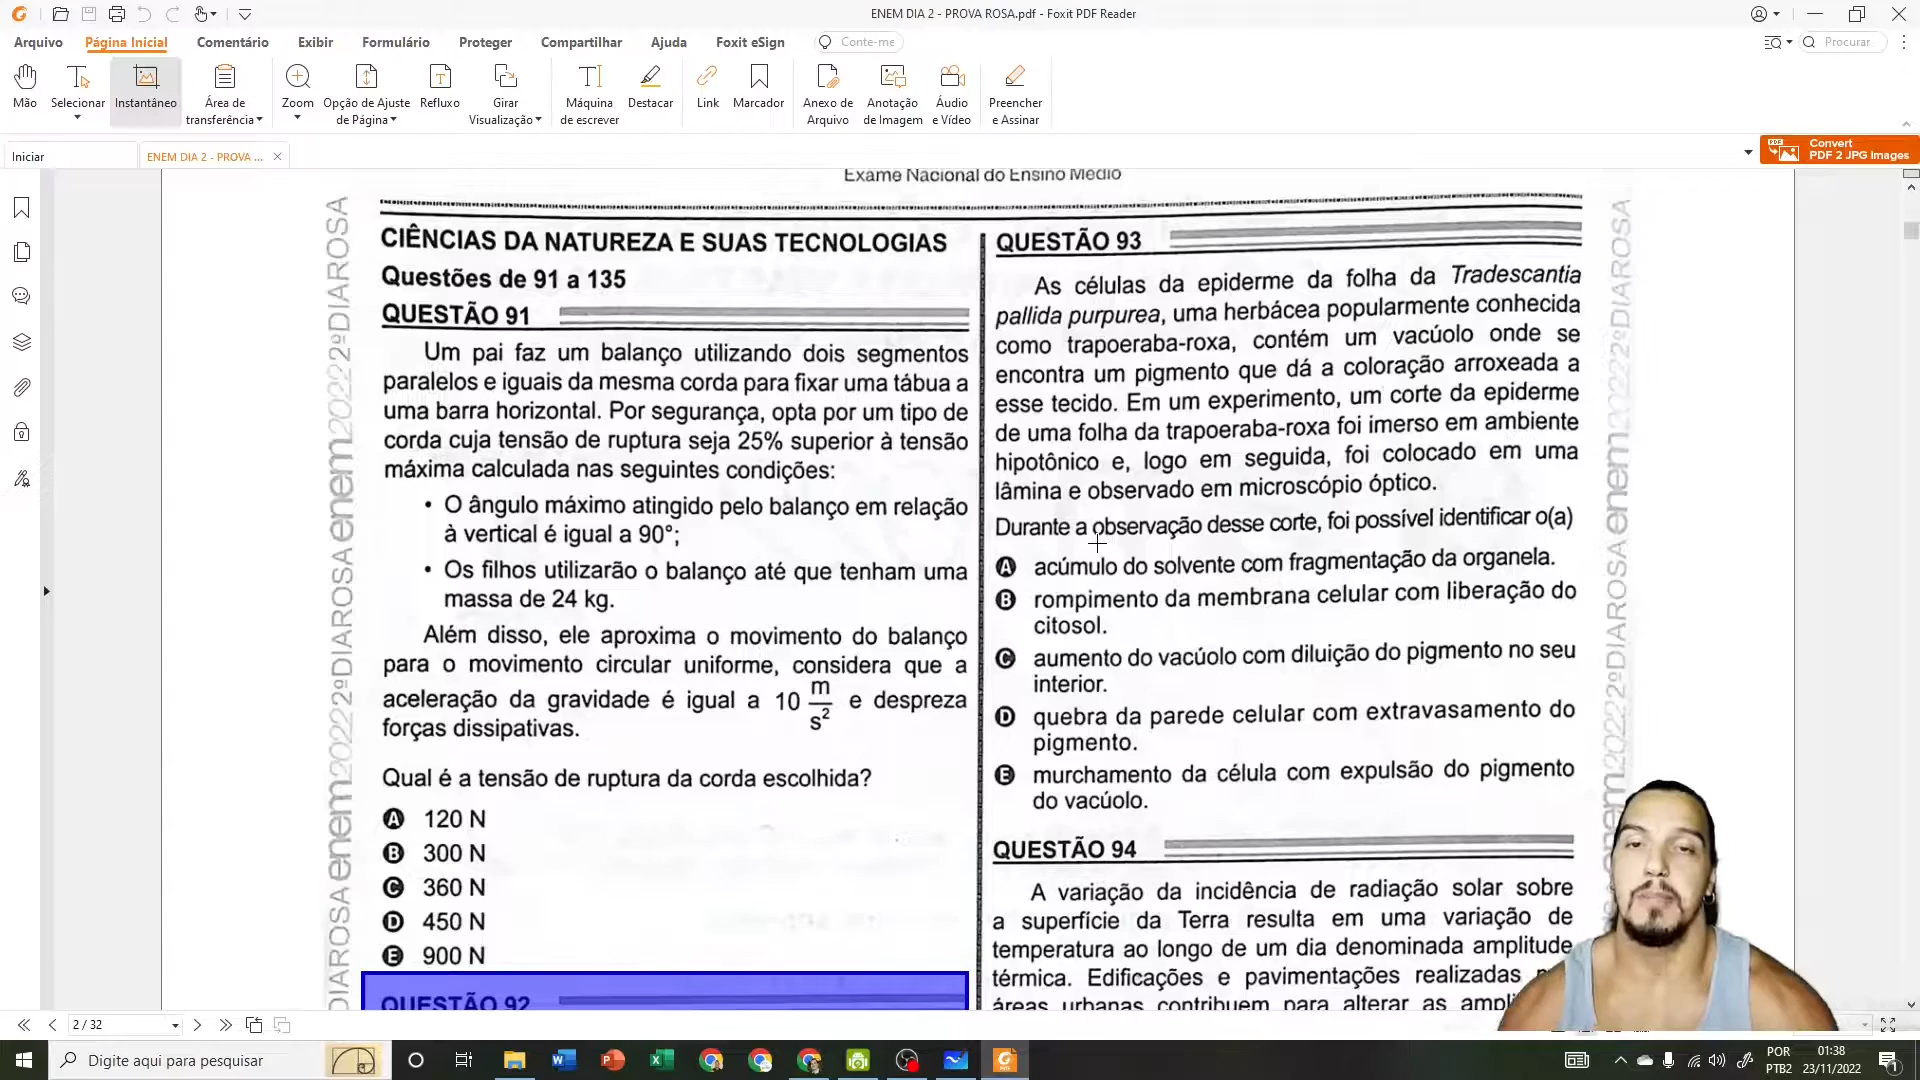 ENEM DIA 2 - PROVA ROSA.pdf - Foxit PDF Reader
Arquivo Página Inicial Comentário Exibir Formulário Proteger Compartilhar Ajuda Foxit eSign Conte-me Procurar
Mão Selecionar Instantâneo Área de transferência Zoom Opção de Ajuste de Página Refluxo Girar Visualização Máquina de escrever Destacar Link Marcador Anexo de Arquivo Anotação de Imagem Áudio e Vídeo Preencher e Assinar
Iniciar
ENEM DIA 2 - PROVA ...
Convert
PDF 2 JPG Images
Exame Nacional do Ensino Médio
CIÊNCIAS DA NATUREZA E SUAS TECNOLOGIAS
Questões de 91 a 135
QUESTÃO 91
Um pai faz um balanço utilizando dois segmentos
paralelos e iguais da mesma corda para fixar uma tábua a
uma barra horizontal. Por segurança, opta por um tipo de
corda cuja tensão de ruptura seja 25% superior à tensão
máxima calculada nas seguintes condições:
• O ângulo máximo atingido pelo balanço em relação
à vertical é igual a 90°;
• Os filhos utilizarão o balanço até que tenham uma
massa de 24 kg.
Além disso, ele aproxima o movimento do balanço
para o movimento circular uniforme, considera que a
aceleração da gravidade é igual a 10 m/s² e despreza
forças dissipativas.
Qual é a tensão de ruptura da corda escolhida?
A 120 N
B 300 N
C 360 N
D 450 N
E 900 N
QUESTÃO 92
QUESTÃO 93
As células da epiderme da folha da Tradescantia
pallida purpurea, uma herbácea popularmente conhecida
como trapoeraba-roxa, contém um vacúolo onde se
encontra um pigmento que dá a coloração arroxeada a
esse tecido. Em um experimento, um corte da epiderme
de uma folha da trapoeraba-roxa foi imerso em ambiente
hipotônico e, logo em seguida, foi colocado em uma
lâmina e observado em microscópio óptico.
Durante a observação desse corte, foi possível identificar o(a)
A acúmulo do solvente com fragmentação da organela.
B rompimento da membrana celular com liberação do
citosol.
C aumento do vacúolo com diluição do pigmento no seu
interior.
D quebra da parede celular com extravasamento do
pigmento.
E murchamento da célula com expulsão do pigmento
do vacúolo.
QUESTÃO 94
A variação da incidência de radiação solar sobre
a superfície da Terra resulta em uma variação de
temperatura ao longo de um dia denominada amplitude
térmica. Edificações e pavimentações realizadas
áreas urbanas contribuem para alterar as
2 / 32
Digite aqui para pesquisar
POR
PTB2
01:38
23/11/2022